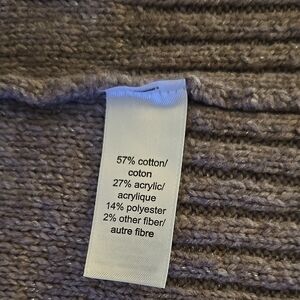 57% cotton/
coton
27% acrylic/
acrylique
14% polyester
2% other fiber/
autre fibre